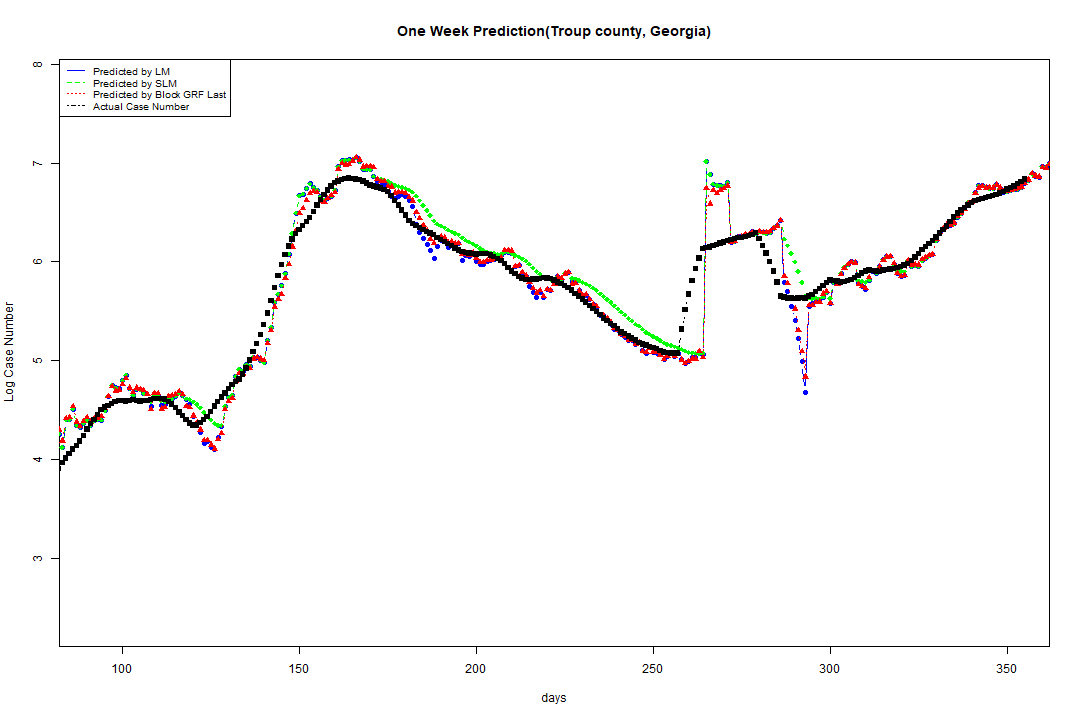 One Week Prediction(Troup county, Georgia)
Predicted by LM
Predicted by SLM
Predicted by Block GRF Last
Actual Case Number
8
7
6
5
4
3
Log Case Number
100 150 200 250 300 350
days